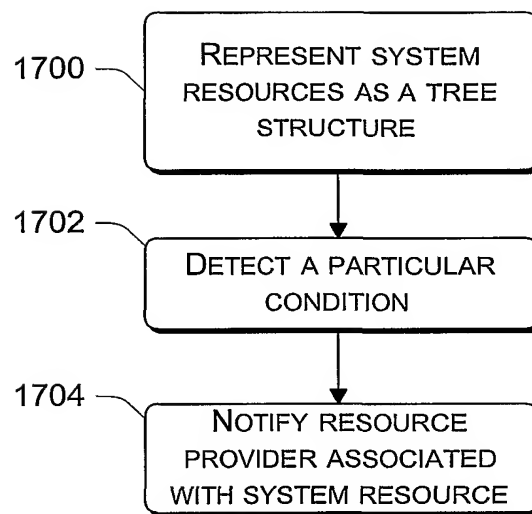 1700
REPRESENT SYSTEM
RESOURCES AS A TREE
STRUCTURE
1702
DETECT A PARTICULAR
CONDITION
1704
NOTIFY RESOURCE
PROVIDER ASSOCIATED
WITH SYSTEM RESOURCE